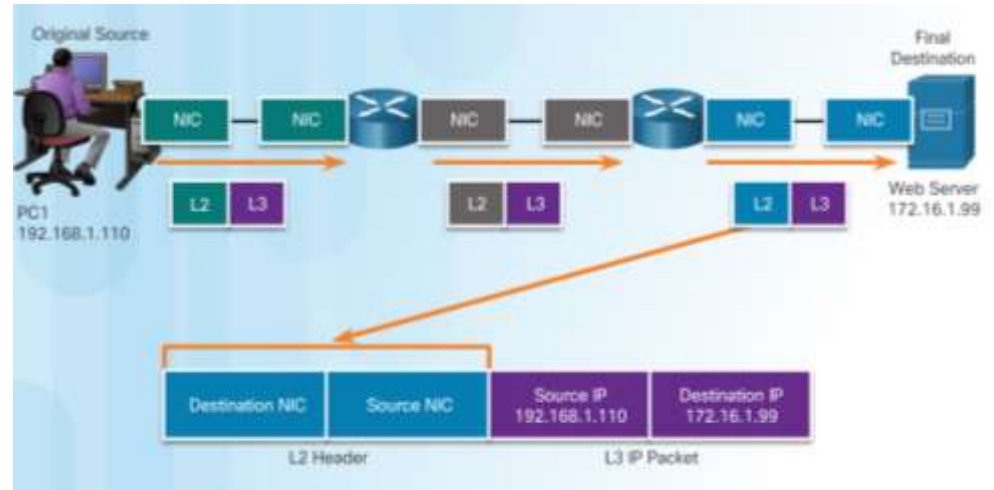 Original Source
Final
Destination
NIC
NIC
NIC
NIC
NIC
NIC
L2
L3
L2
L3
L2
L3
PC1
192.168.1.110
Web Server
172.16.1.99
Destination NIC
Source NIC
Source IP
192.168.1.110
Destination IP
172.16.1.99
L2 Header
L3 IP Packet